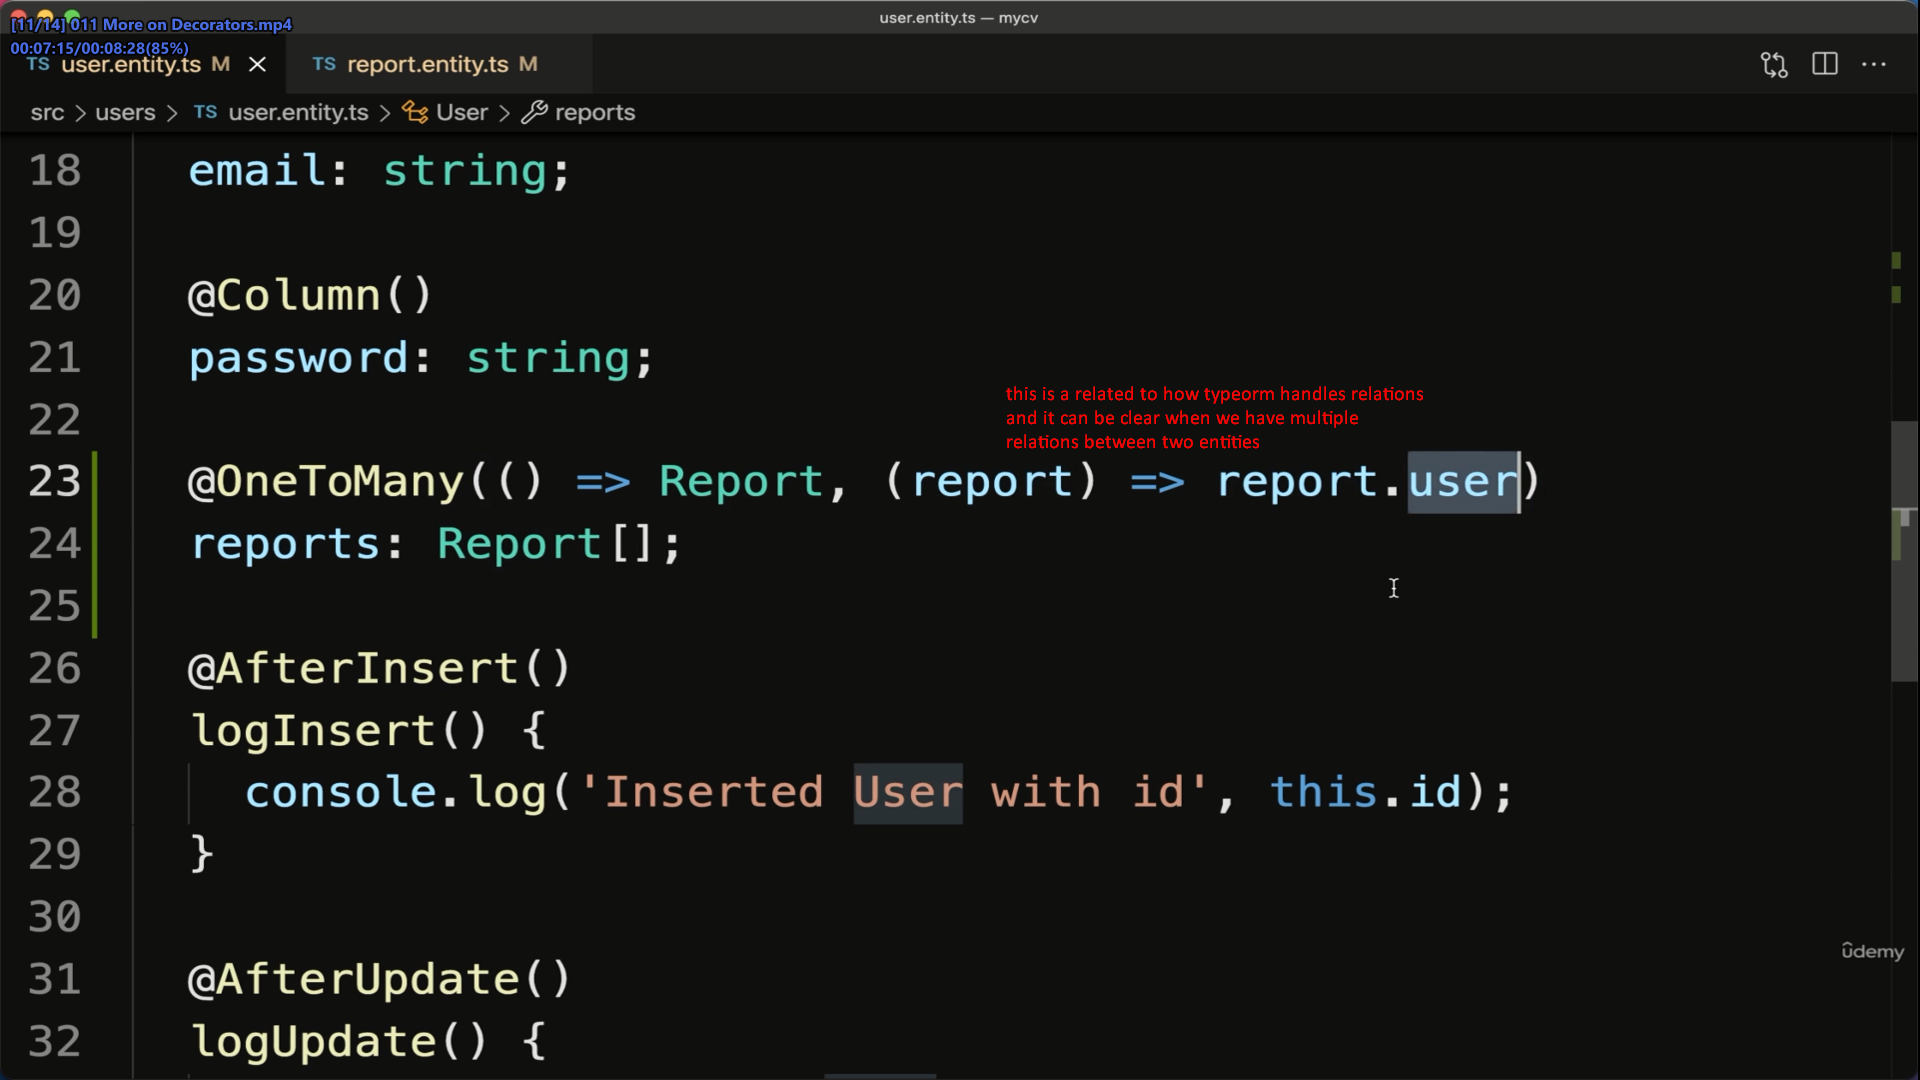 user.entity.ts — mycv
[11/14] 011 More on Decorators.mp4
00:07:15/00:08:28(85%)
TS user.entity.ts M
TS report.entity.ts M
src > users > TS user.entity.ts > User > reports
18 email: string;
19
20 @Column()
21 password: string;
this is a related to how typeorm handles relations
and it can be clear when we have multiple
relations between two entities
22
23 @OneToMany(() => Report, (report) => report.user)
24 reports: Report[];
25
26 @AfterInsert()
27 logInsert() {
28 console.log('Inserted User with id', this.id);
29 }
30
31 @AfterUpdate()
32 logUpdate() {
ûdemy